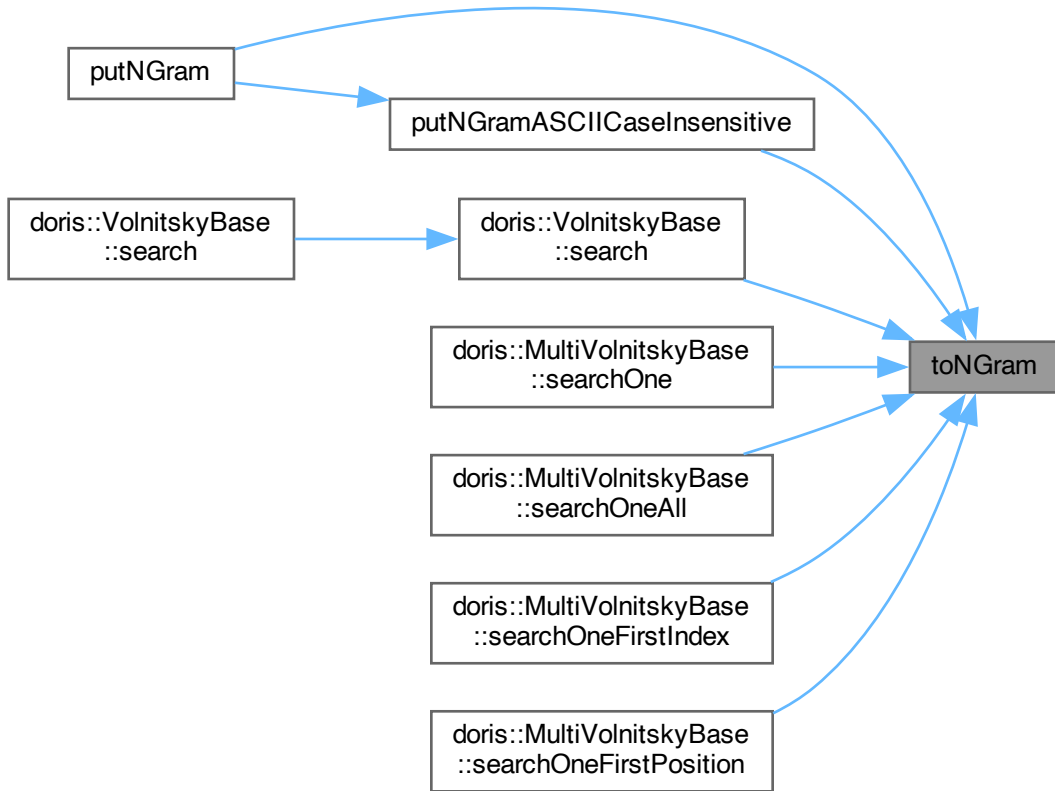 putNGram
putNGramASCIICaseInsensitive
doris::VolnitskyBase
::search
doris::VolnitskyBase
::search
doris::MultiVolnitskyBase
::searchOne
toNGram
doris::MultiVolnitskyBase
::searchOneAll
doris::MultiVolnitskyBase
::searchOneFirstIndex
doris::MultiVolnitskyBase
::searchOneFirstPosition